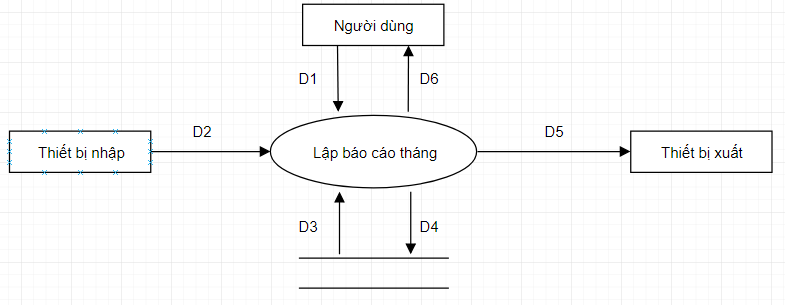 Người dùng
D1
D6
Thiết bị nhập
D2
Lập báo cáo tháng
D5
Thiết bị xuất
D3
D4